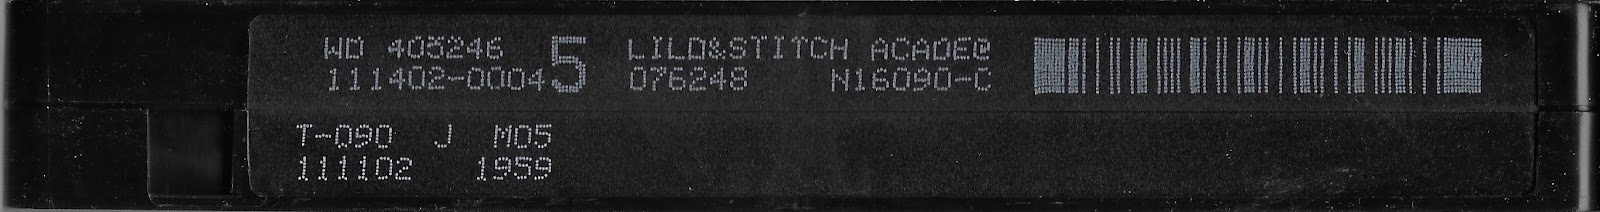 WD 405246 5 LILO&STITCH ACADE@
111402-0004 076248 N16090-C
T-090 J M05
111102 1959